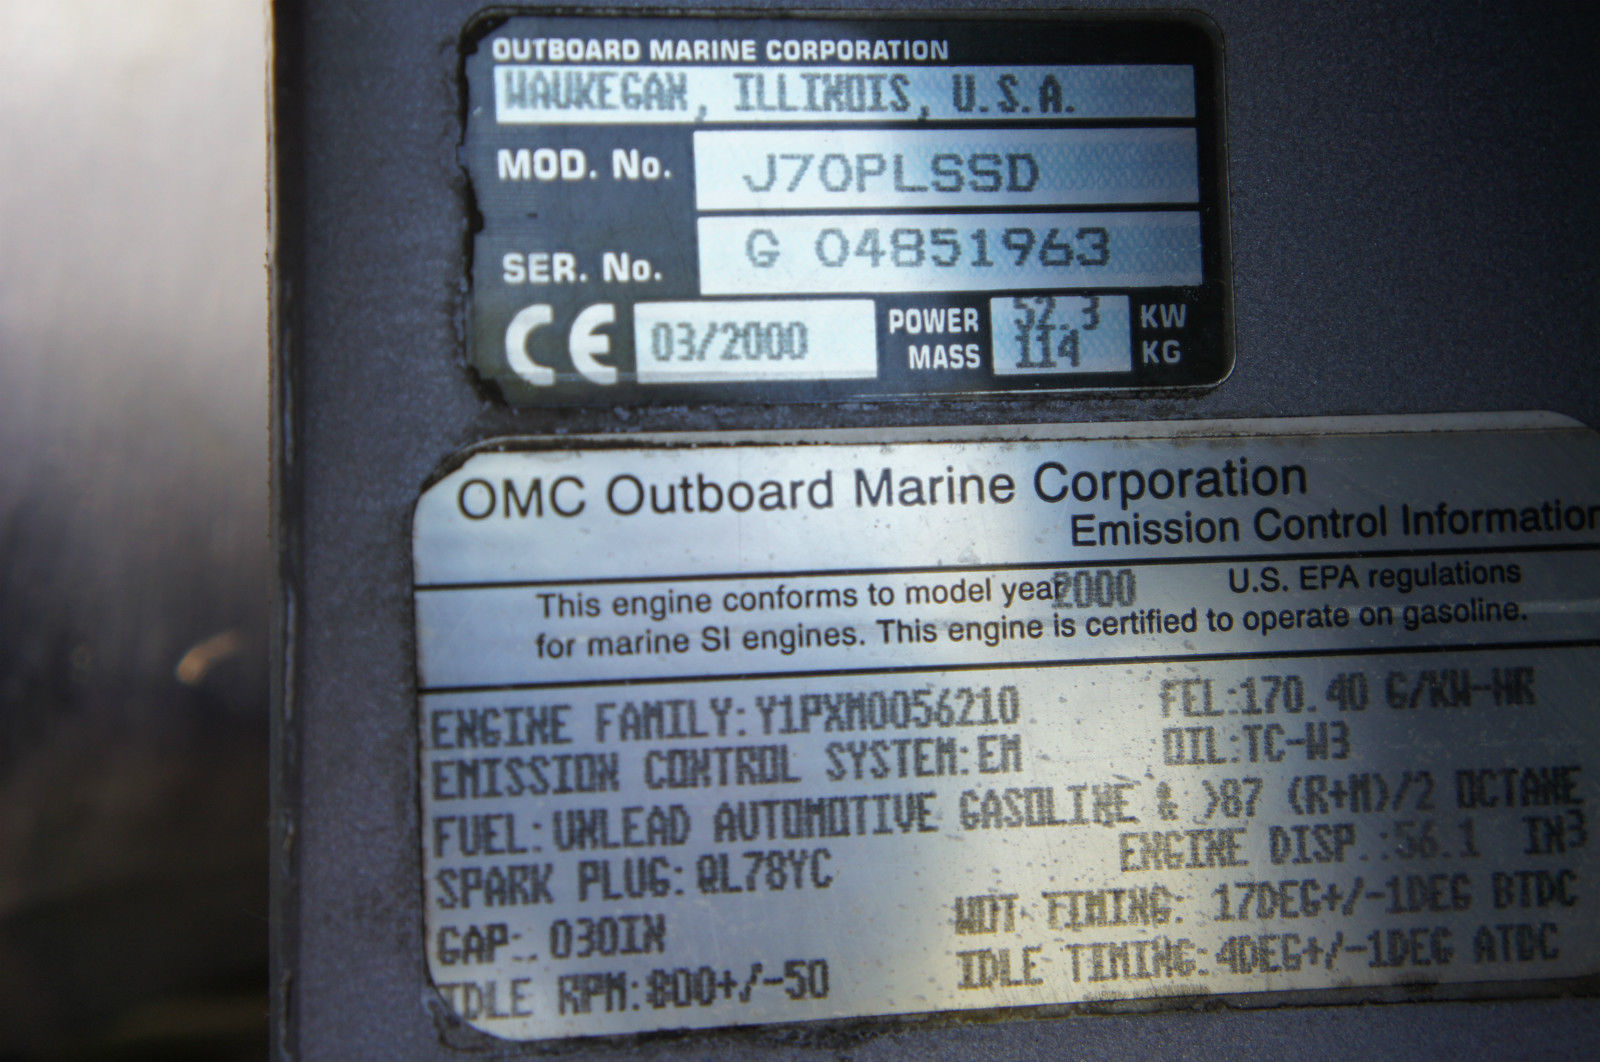 OUTBOARD MARINE CORPORATION
WAUKEGAN, ILLINOIS, U.S.A.
MOD. No. J70PLSSD
SER. No. G 04851963
CE 03/2000 POWER 52.3 KW
MASS 114 KG
OMC Outboard Marine Corporation
Emission Control Information
This engine conforms to model year 2000 U.S. EPA regulations
for marine SI engines. This engine is certified to operate on gasoline.
ENGINE FAMILY:Y1PXM0056210 FEL:170.40 G/KW-HR
EMISSION CONTROL SYSTEM:EM OIL:TC-W3
FUEL:UNLEAD AUTOMOTIVE GASOLINE & >87 (R+M)/2 OCTANE
SPARK PLUG:QL78YC ENGINE DISP.:56.1 IN3
GAP:.030IN WOT TIMING: 17DEG+/-1DEG BTDC
IDLE RPM:800+/-50 IDLE TIMING:4DEG+/-1DEG ATDC